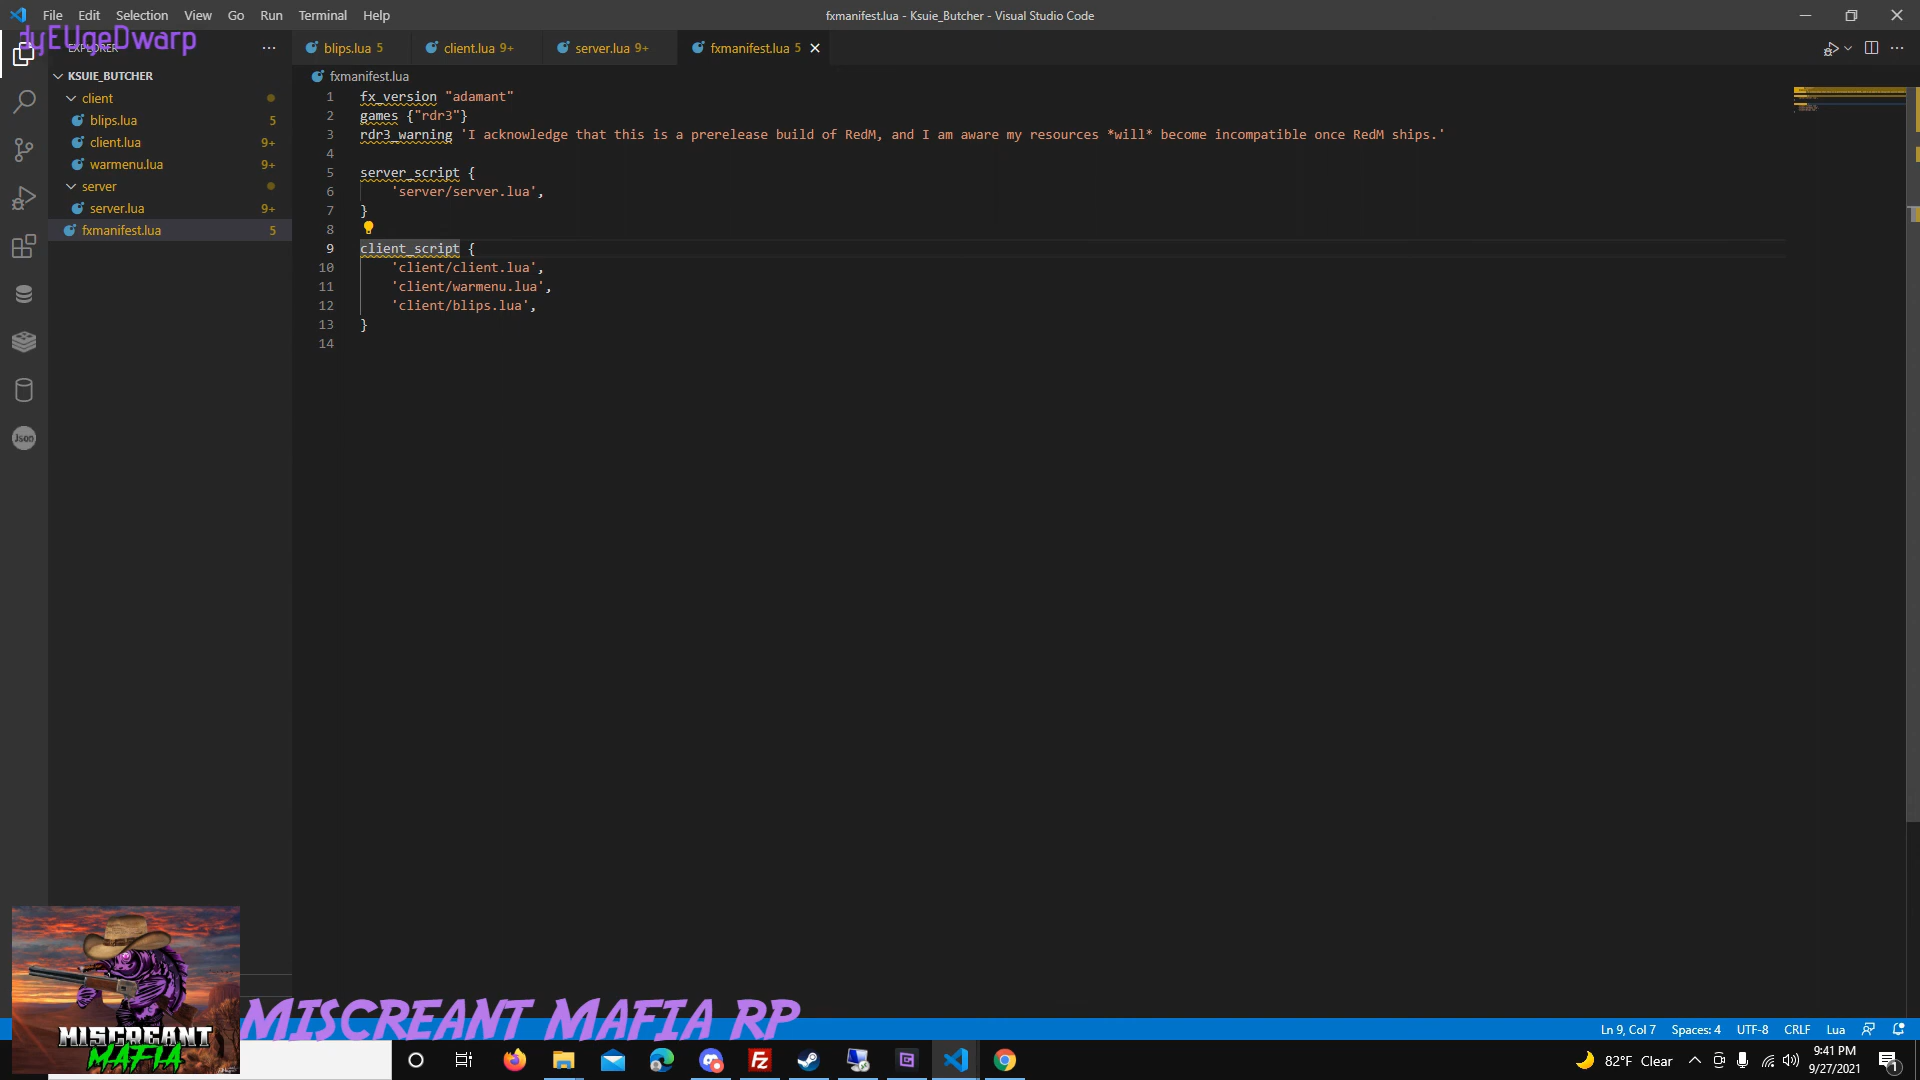 File Edit Selection View Go Run Terminal Help
fxmanifest.lua - Ksuie_Butcher - Visual Studio Code
dyEUgeDwarp
EXPLORER
KSUIE_BUTCHER
client
blips.lua 5
client.lua 9+
warmenu.lua 9+
server
server.lua 9+
fxmanifest.lua 5
blips.lua 5 client.lua 9+ server.lua 9+ fxmanifest.lua 5
fxmanifest.lua
1 fx_version "adamant"
2 games {"rdr3"}
3 rdr3_warning 'I acknowledge that this is a prerelease build of RedM, and I am aware my resources *will* become incompatible once RedM ships.'
4
5 server_script {
6 'server/server.lua',
7 }
8
9 client_script {
10 'client/client.lua',
11 'client/warmenu.lua',
12 'client/blips.lua',
13 }
14
Json
MISCREANT
MAFIA
MISCREANT MAFIA RP
Ln 9, Col 7 Spaces: 4 UTF-8 CRLF Lua
82°F Clear
9:41 PM
9/27/2021
1